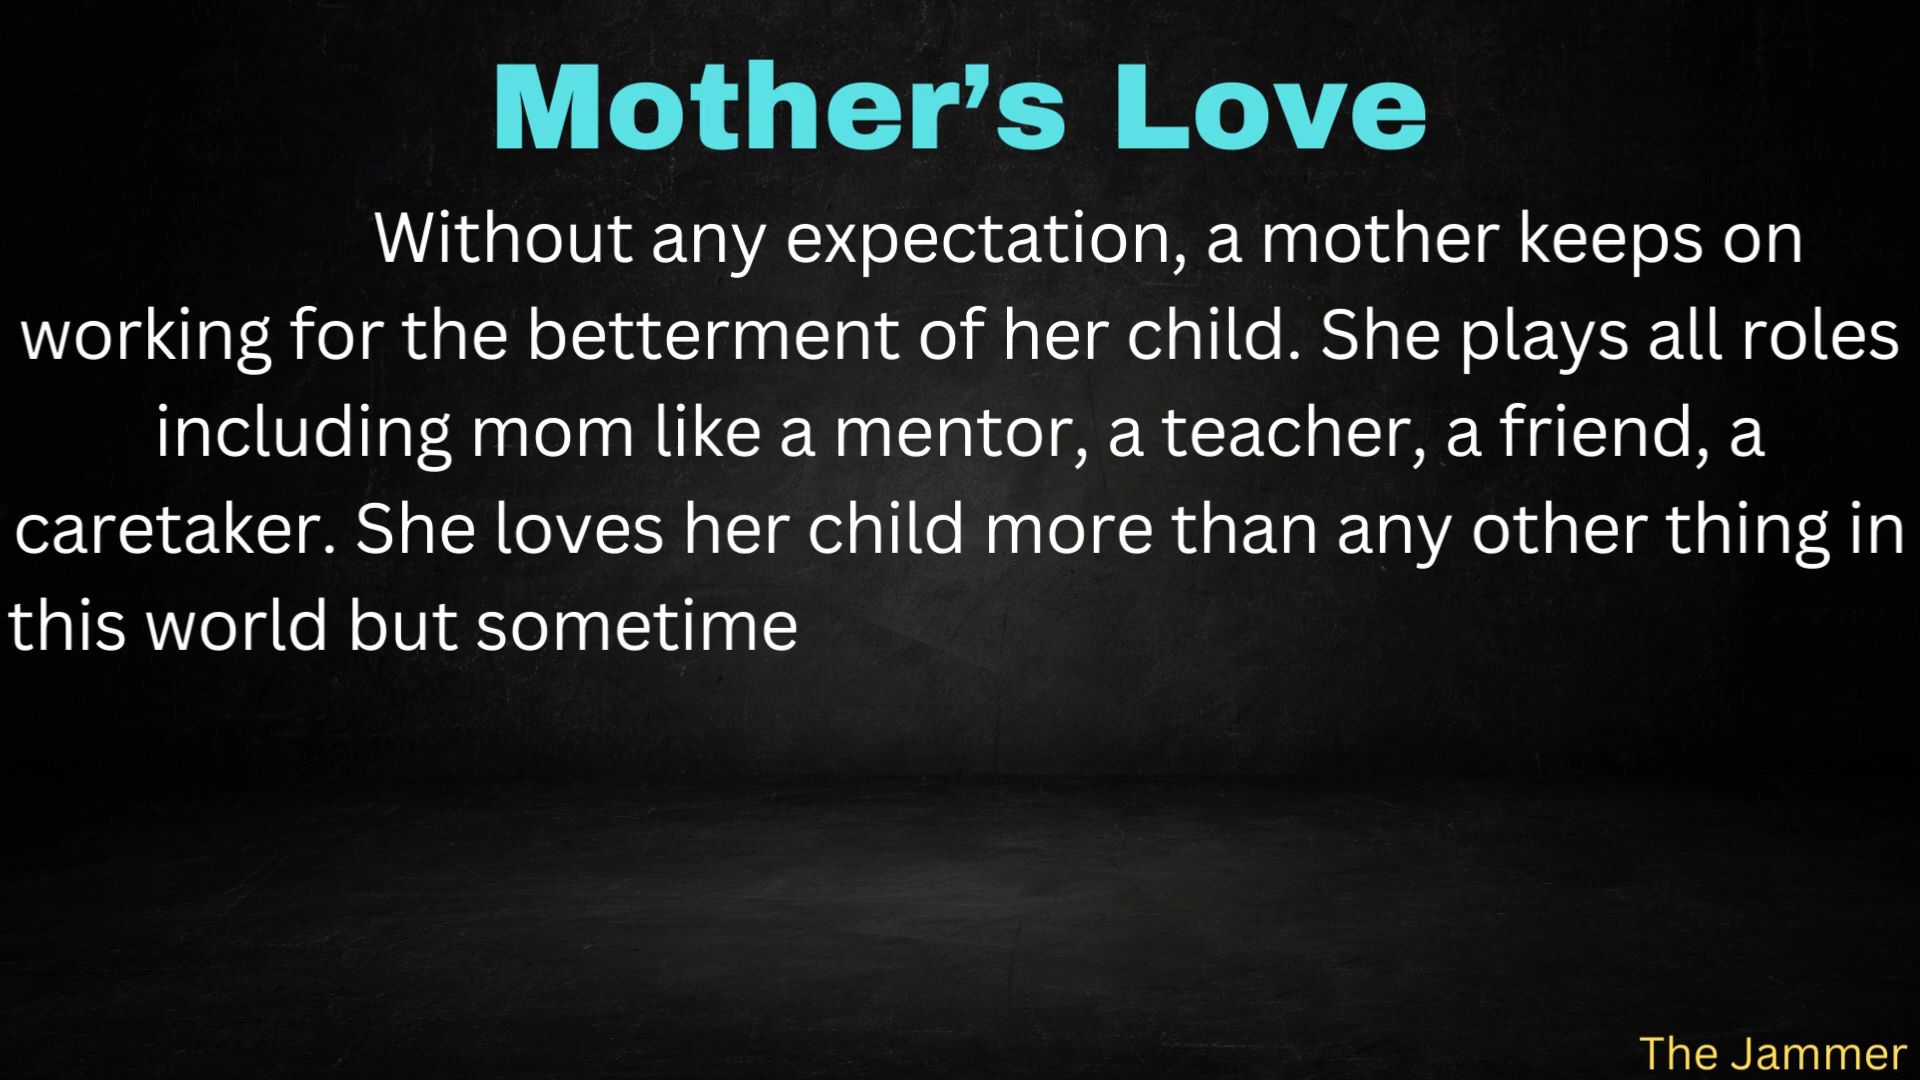 Mother’s Love
Without any expectation, a mother keeps on
working for the betterment of her child. She plays all roles
including mom like a mentor, a teacher, a friend, a
caretaker. She loves her child more than any other thing in
this world but sometime
The Jammer